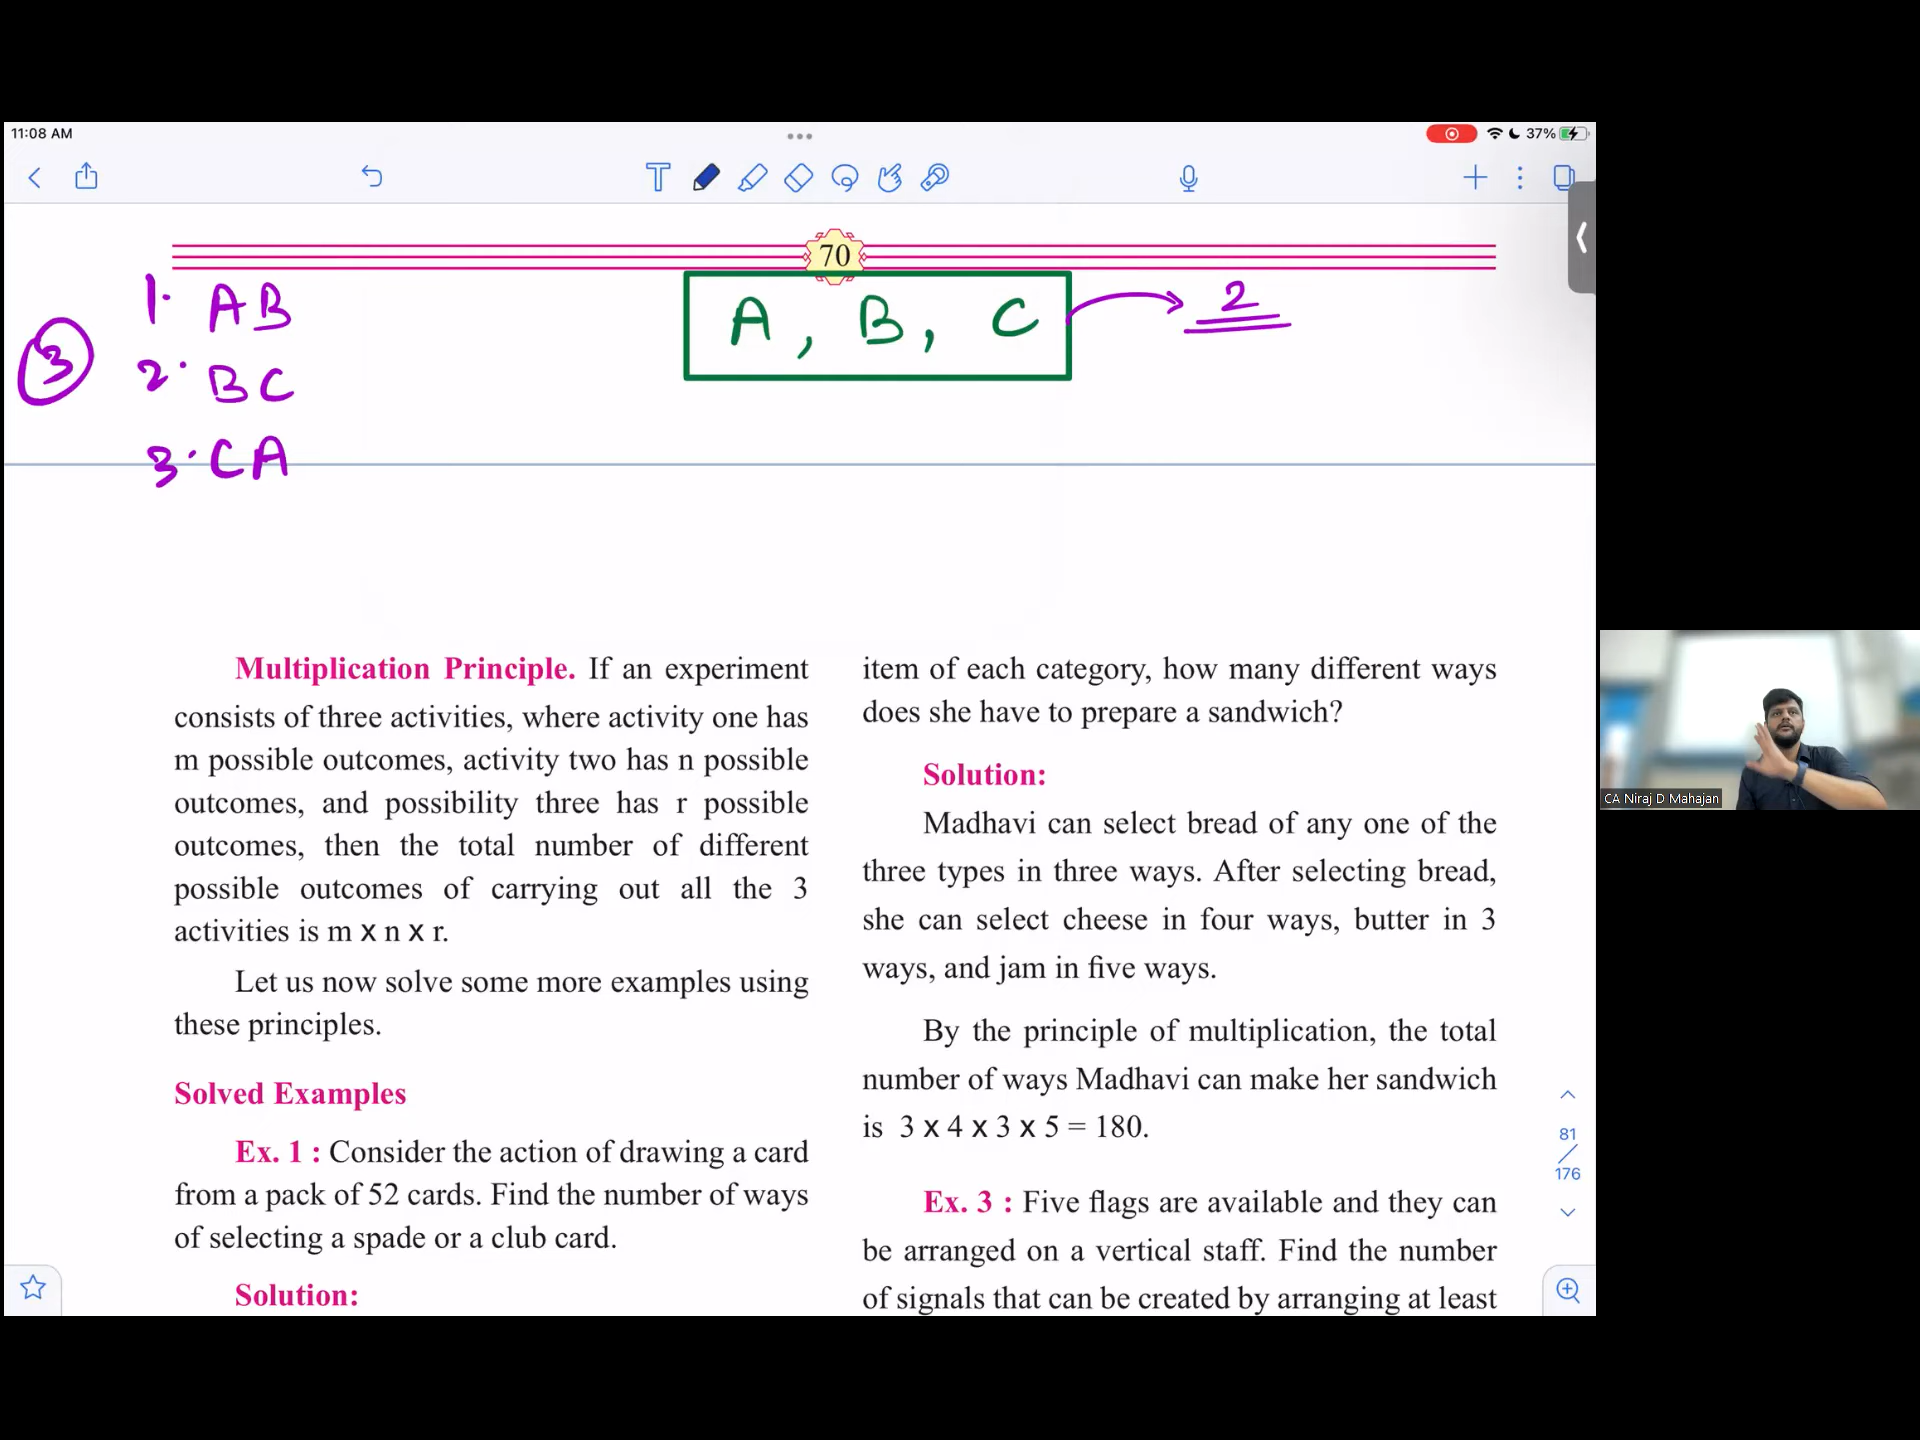 11:08 AM
37%
70
A, B, C
2
3
1. AB
2. BC
3. CA
Multiplication Principle. If an experiment
consists of three activities, where activity one has
m possible outcomes, activity two has n possible
outcomes, and possibility three has r possible
outcomes, then the total number of different
possible outcomes of carrying out all the 3
activities is m x n x r.
Let us now solve some more examples using
these principles.
Solved Examples
Ex. 1 : Consider the action of drawing a card
from a pack of 52 cards. Find the number of ways
of selecting a spade or a club card.
Solution:
item of each category, how many different ways
does she have to prepare a sandwich?
Solution:
Madhavi can select bread of any one of the
three types in three ways. After selecting bread,
she can select cheese in four ways, butter in 3
ways, and jam in five ways.
By the principle of multiplication, the total
number of ways Madhavi can make her sandwich
is 3 x 4 x 3 x 5 = 180.
Ex. 3 : Five flags are available and they can
be arranged on a vertical staff. Find the number
of signals that can be created by arranging at least
81
176
CA Niraj D Mahajan